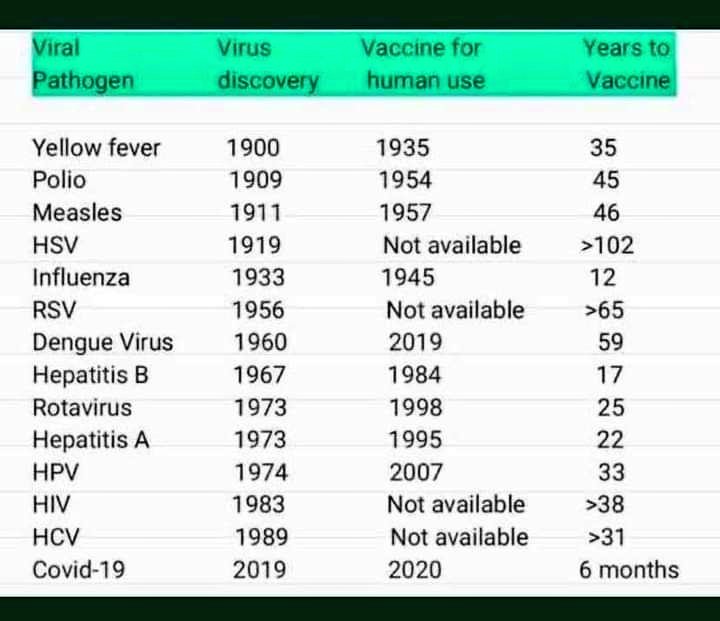 Viral Virus Vaccine for Years to
Pathogen discovery human use Vaccine
Yellow fever 1900 1935 35
Polio 1909 1954 45
Measles 1911 1957 46
HSV 1919 Not available >102
Influenza 1933 1945 12
RSV 1956 Not available >65
Dengue Virus 1960 2019 59
Hepatitis B 1967 1984 17
Rotavirus 1973 1998 25
Hepatitis A 1973 1995 22
HPV 1974 2007 33
HIV 1983 Not available >38
HCV 1989 Not available >31
Covid-19 2019 2020 6 months